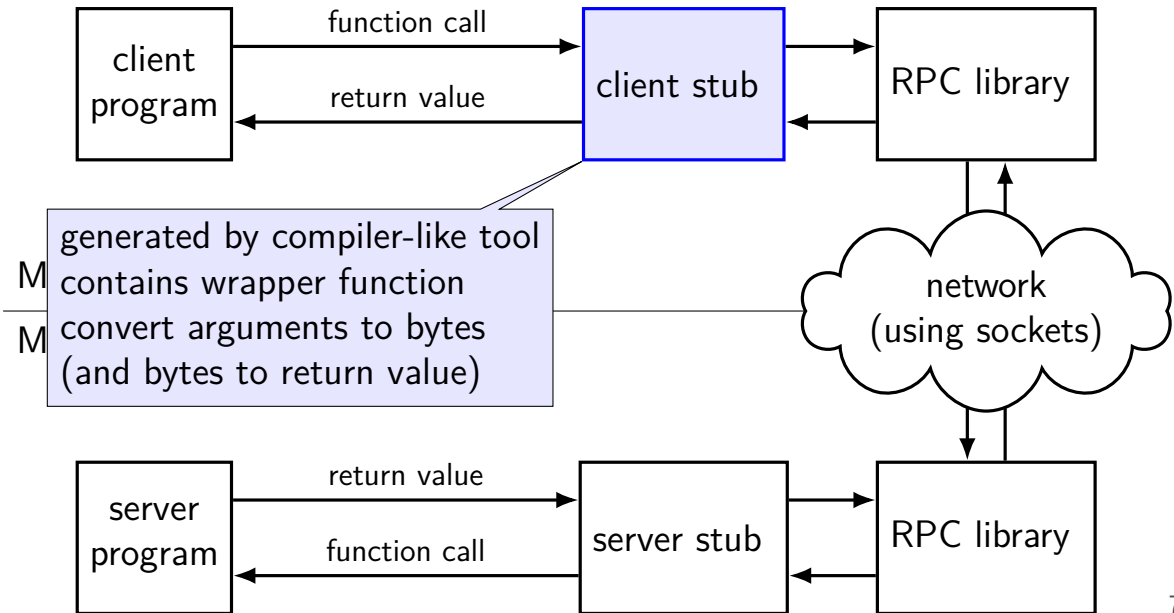 function call
client
program
return value
client stub
RPC library
generated by compiler-like tool
contains wrapper function
convert arguments to bytes
(and bytes to return value)
M
M
network
(using sockets)
server
program
return value
function call
server stub
RPC library